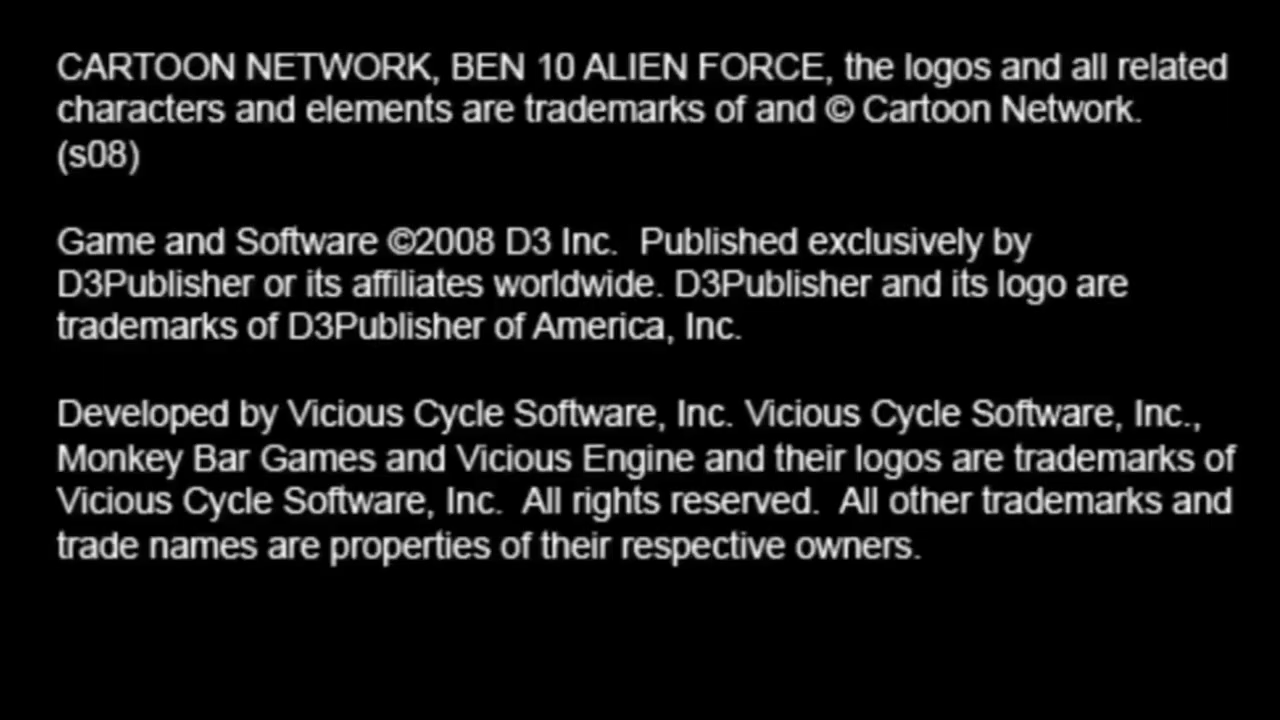 CARTOON NETWORK, BEN 10 ALIEN FORCE, the logos and all related
characters and elements are trademarks of and © Cartoon Network.
(s08)
Game and Software ©2008 D3 Inc.  Published exclusively by
D3Publisher or its affiliates worldwide. D3Publisher and its logo are
trademarks of D3Publisher of America, Inc.
Developed by Vicious Cycle Software, Inc. Vicious Cycle Software, Inc.,
Monkey Bar Games and Vicious Engine and their logos are trademarks of
Vicious Cycle Software, Inc.  All rights reserved.  All other trademarks and
trade names are properties of their respective owners.